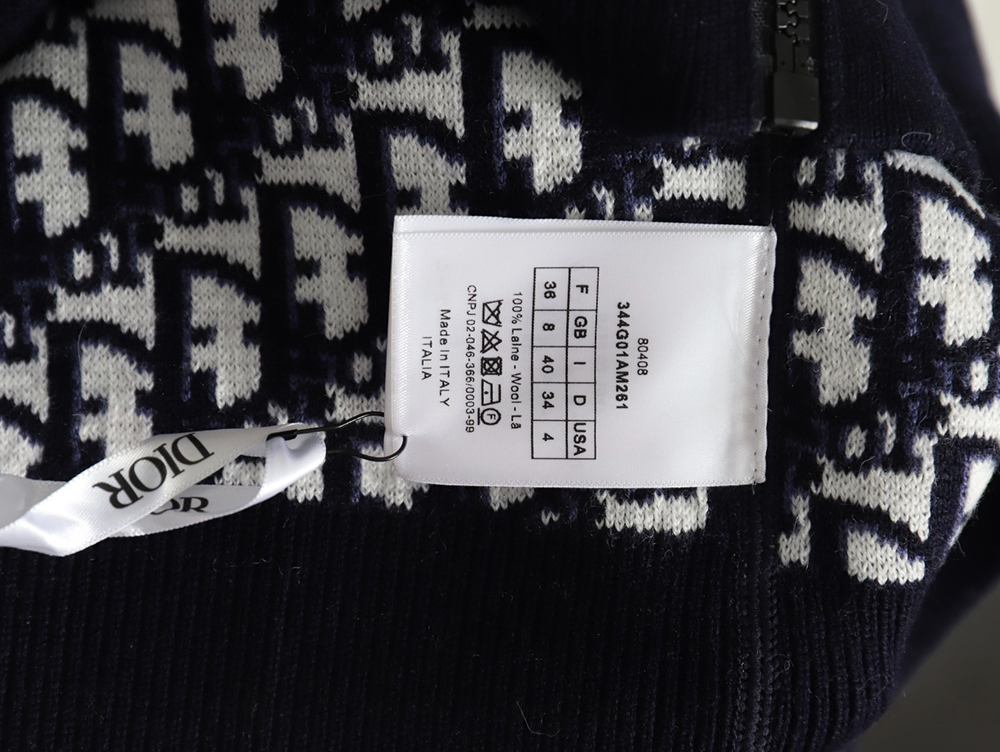 80408
344G01AM261
F GB I D USA
36 8 40 34 4
100% Laine - Wool - Lã
F
CNPJ 02-046-366/0003-99
Made in ITALY
ITALIA
DIOR
OR